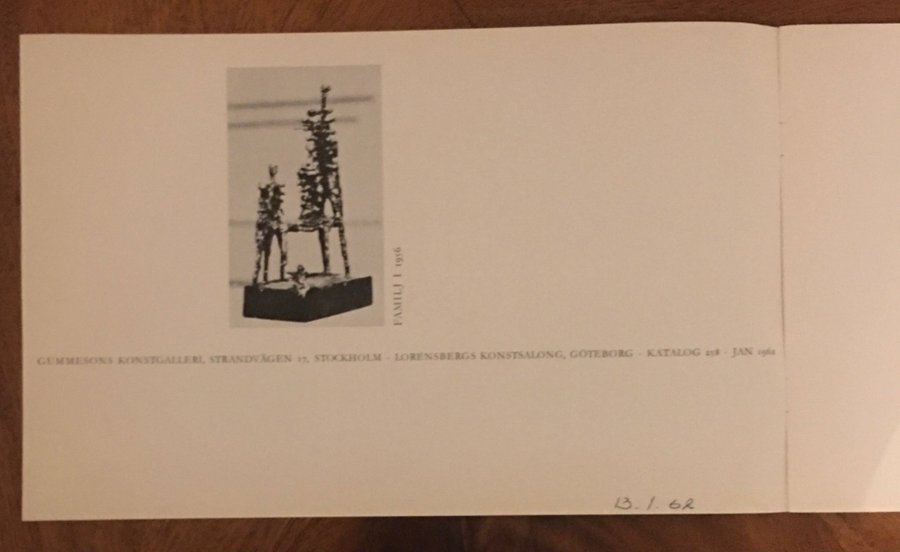 FAMILJ I 1956
GUMMESONS KONSTGALLERI, STRANDVÄGEN 17, STOCKHOLM · LORENSBERGS KONSTSALONG, GÖTEBORG · KATALOG 258 · JAN 1962
13. 1. 62